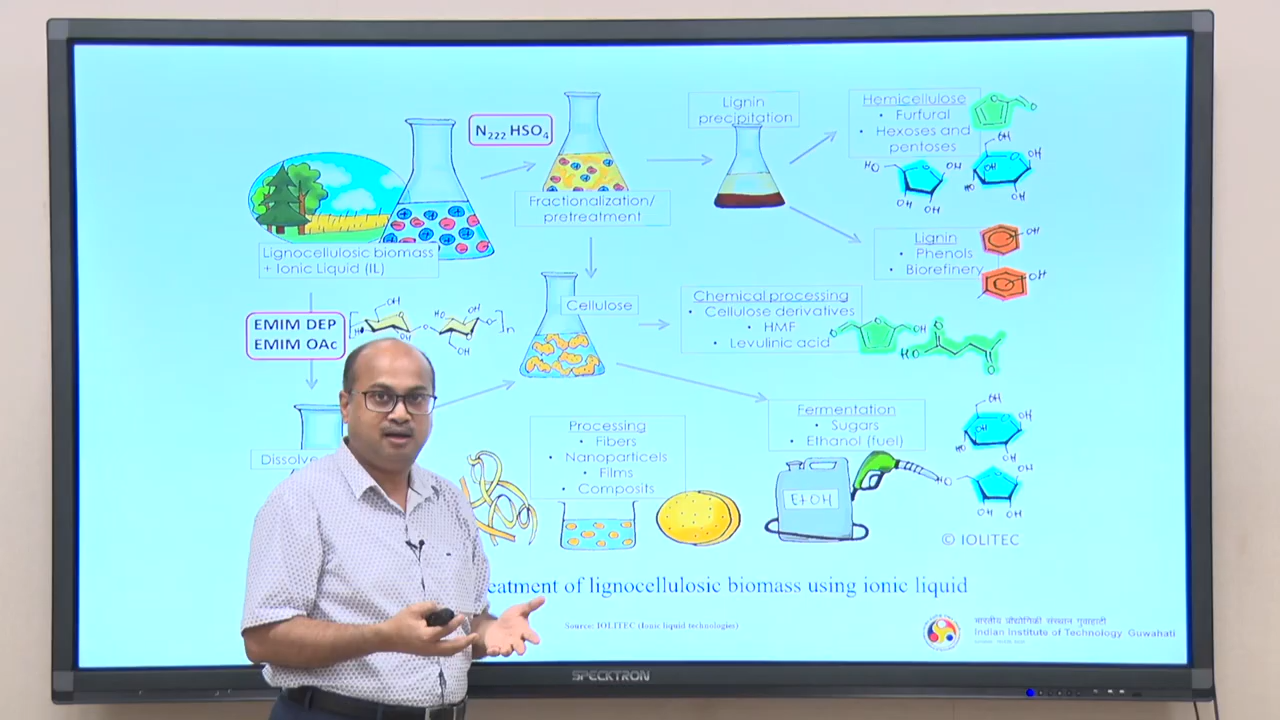 N₂₂₂ HSO₄
Lignin
precipitation
Hemicellulose
• Furfural
• Hexoses and
pentoses
Fractionalization/
pretreatment
Lignocellulosic biomass
+ Ionic Liquid (IL)
Lignin
• Phenols
• Biorefinery
EMIM DEP
EMIM OAc
Cellulose
Chemical processing
• Cellulose derivatives
• HMF
• Levulinic acid
Processing
• Fibers
• Nanoparticels
• Films
• Composits
Fermentation
• Sugars
• Ethanol (fuel)
EtOH
© IOLITEC
eatment of lignocellulosic biomass using ionic liquid
Source: IOLITEC (Ionic liquid technologies)
भारतीय प्रौद्योगिकी संस्थान गुवाहाटी
Indian Institute of Technology Guwahati
SPECKTRON